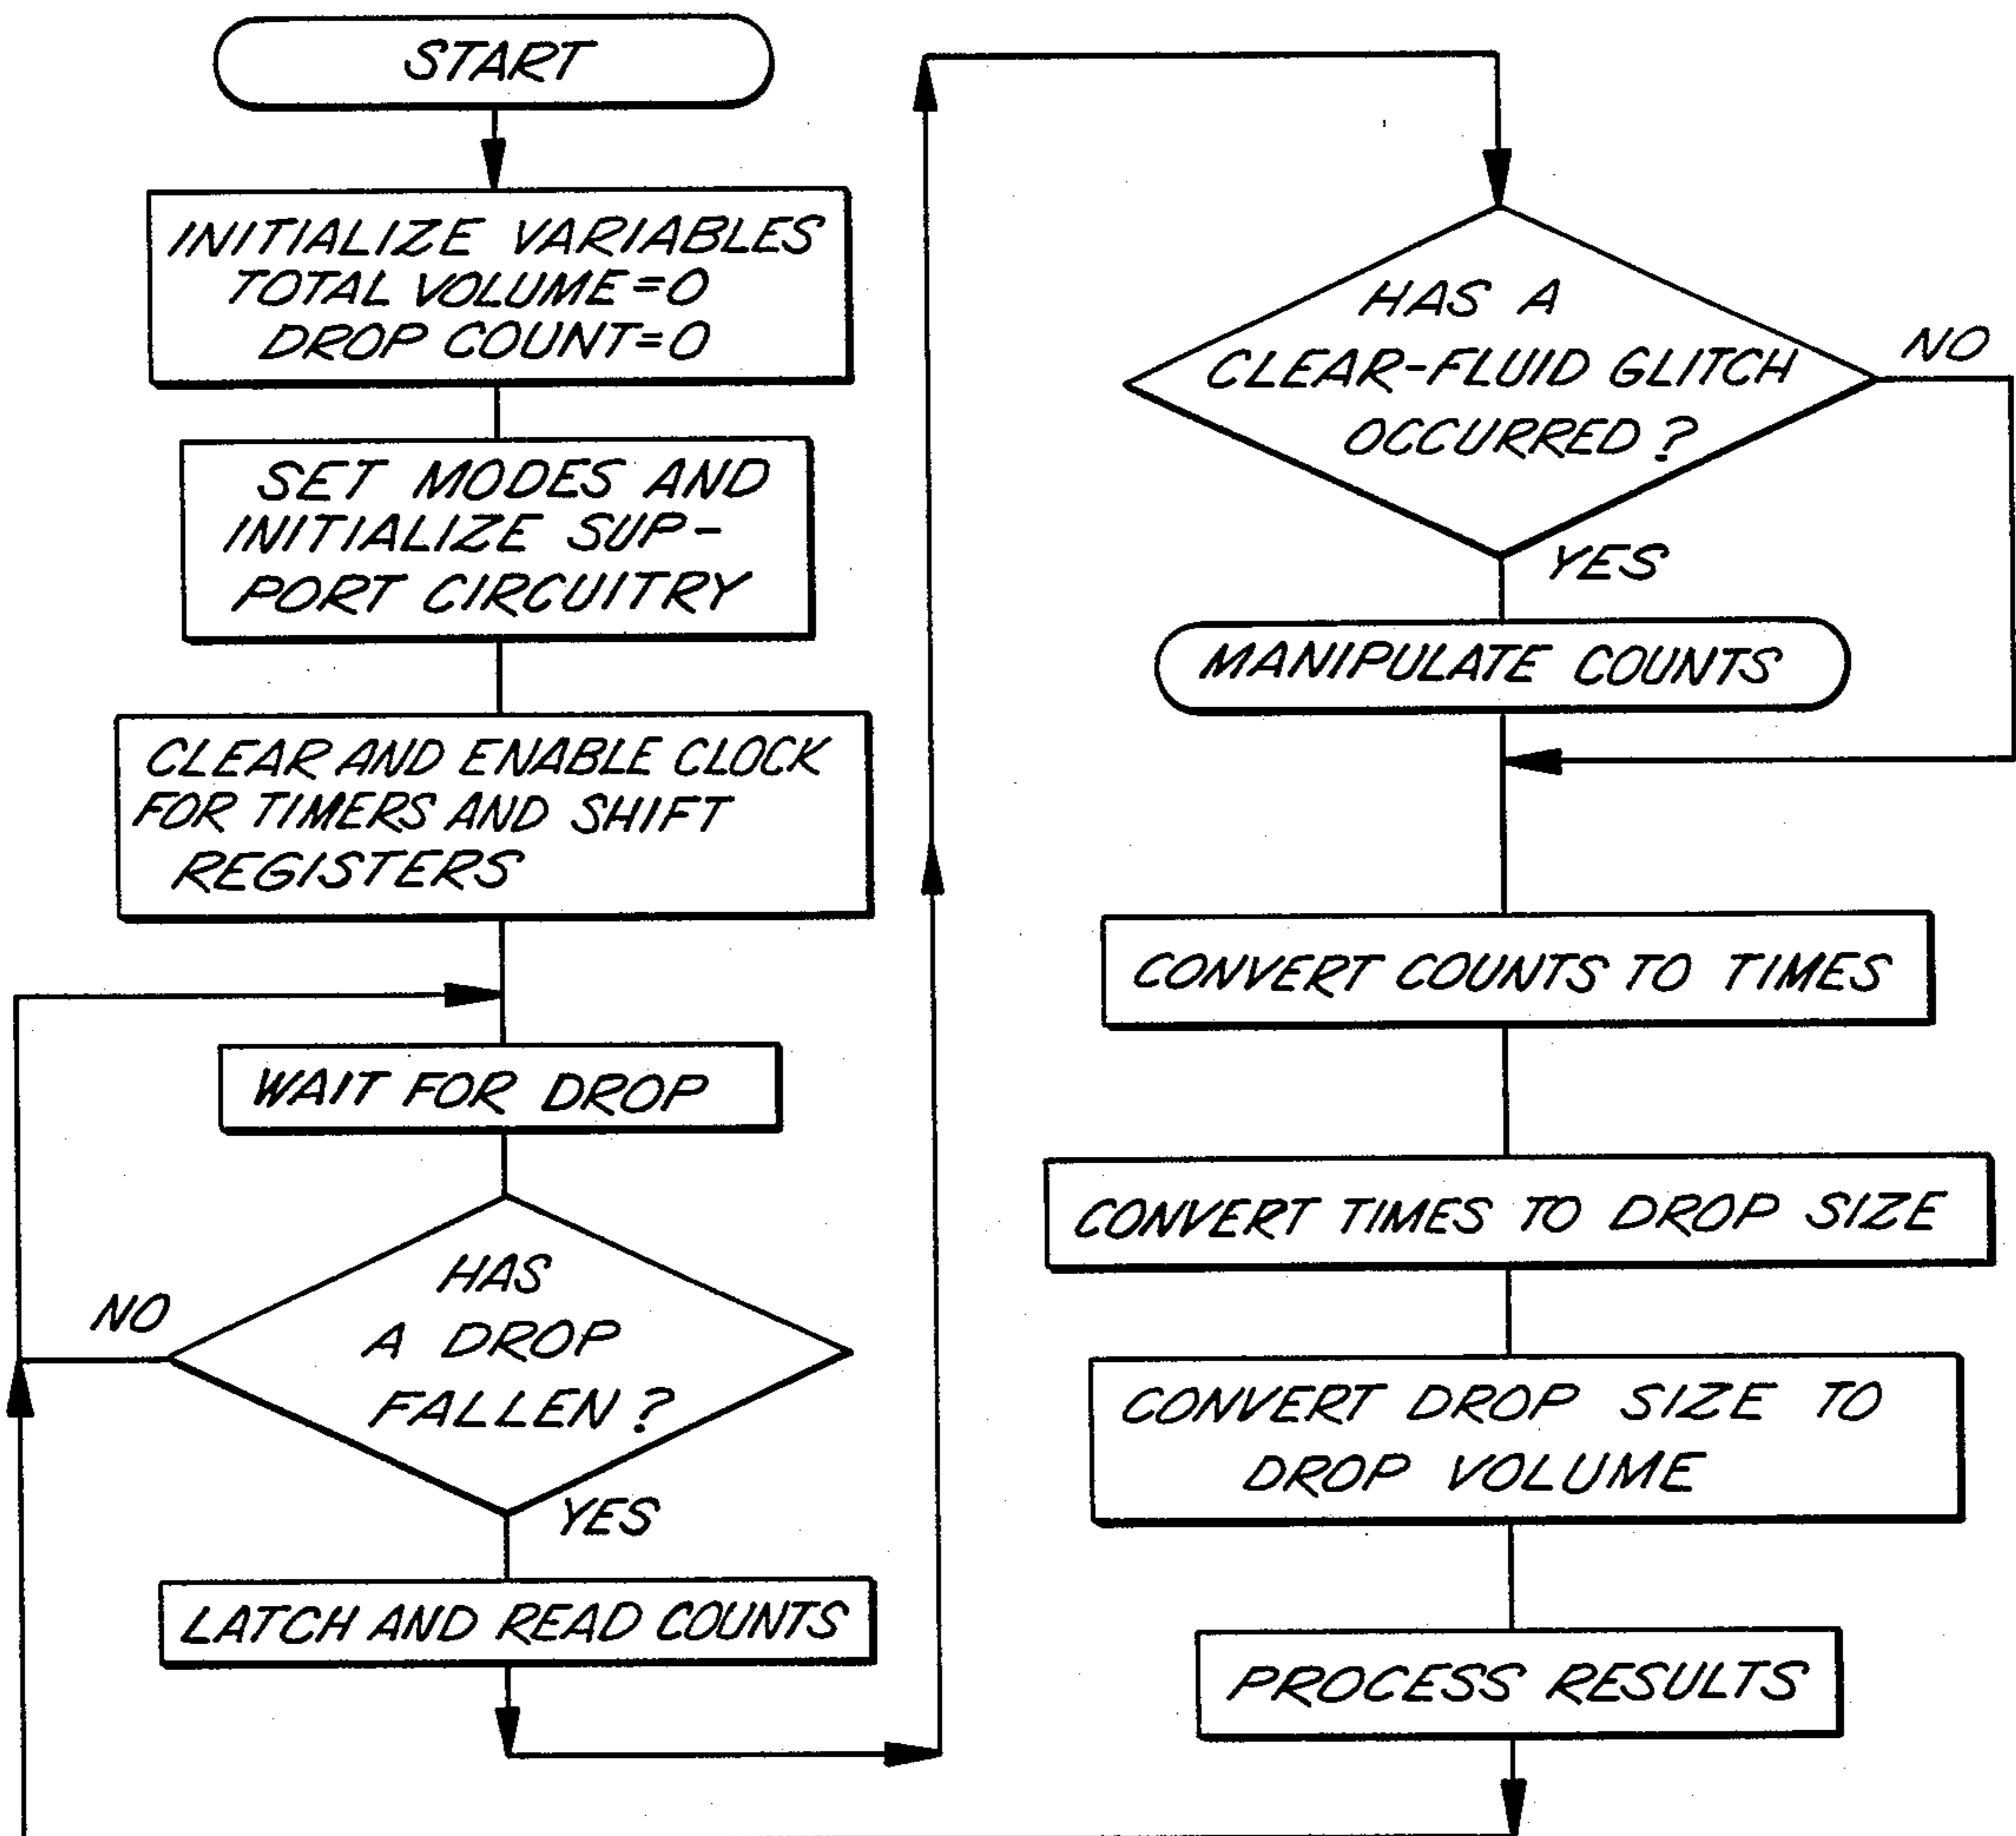 START
INITIALIZE VARIABLES
TOTAL VOLUME=0
DROP COUNT=0
SET MODES AND
INITIALIZE SUP-
PORT CIRCUITRY
CLEAR AND ENABLE CLOCK
FOR TIMERS AND SHIFT
REGISTERS
WAIT FOR DROP
HAS
A DROP
FALLEN?
NO
YES
LATCH AND READ COUNTS
HAS A
CLEAR-FLUID GLITCH
OCCURRED?
NO
YES
MANIPULATE COUNTS
CONVERT COUNTS TO TIMES
CONVERT TIMES TO DROP SIZE
CONVERT DROP SIZE TO
DROP VOLUME
PROCESS RESULTS